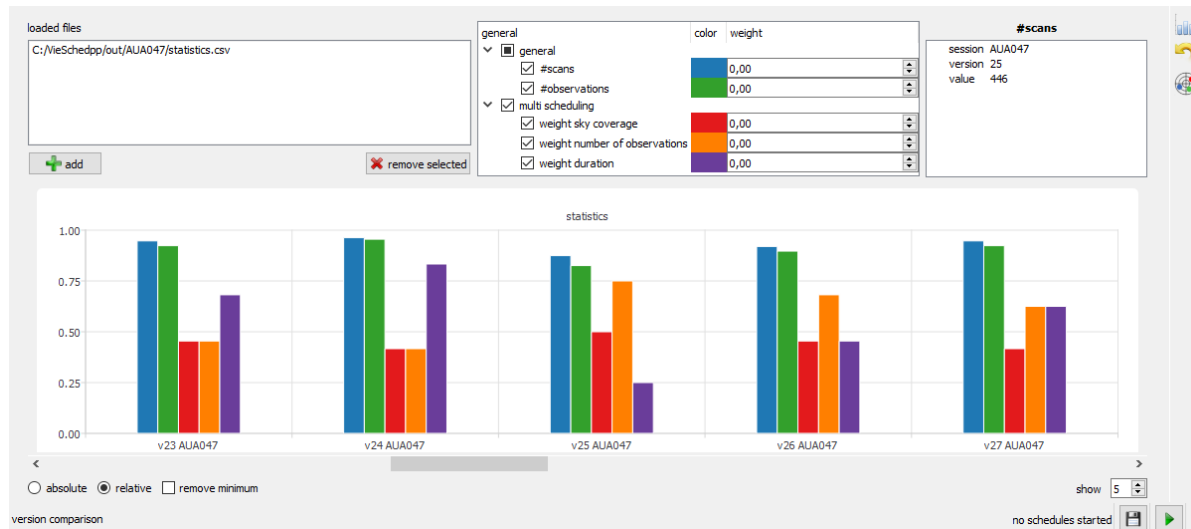 loaded files
C:/VieSchedpp/out/AUA047/statistics.csv
add
remove selected
general color weight
general
#scans 0,00
#observations 0,00
multi scheduling
weight sky coverage 0,00
weight number of observations 0,00
weight duration 0,00
#scans
session AUA047
version 25
value 446
statistics
1.00
0.75
0.50
0.25
0.00
v23 AUA047 v24 AUA047 v25 AUA047 v26 AUA047 v27 AUA047
absolute relative remove minimum
show 5
version comparison
no schedules started